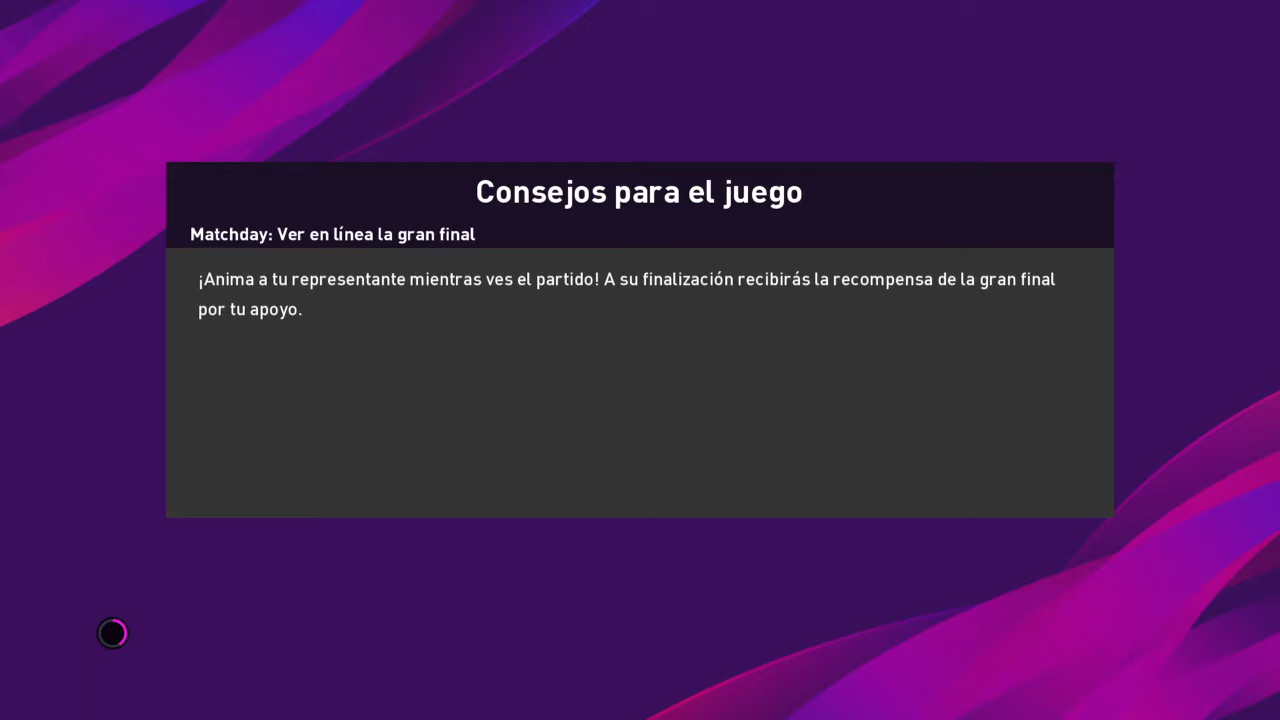 Consejos para el juego
Matchday: Ver en línea la gran final
¡Anima a tu representante mientras ves el partido! A su finalización recibirás la recompensa de la gran final
por tu apoyo.